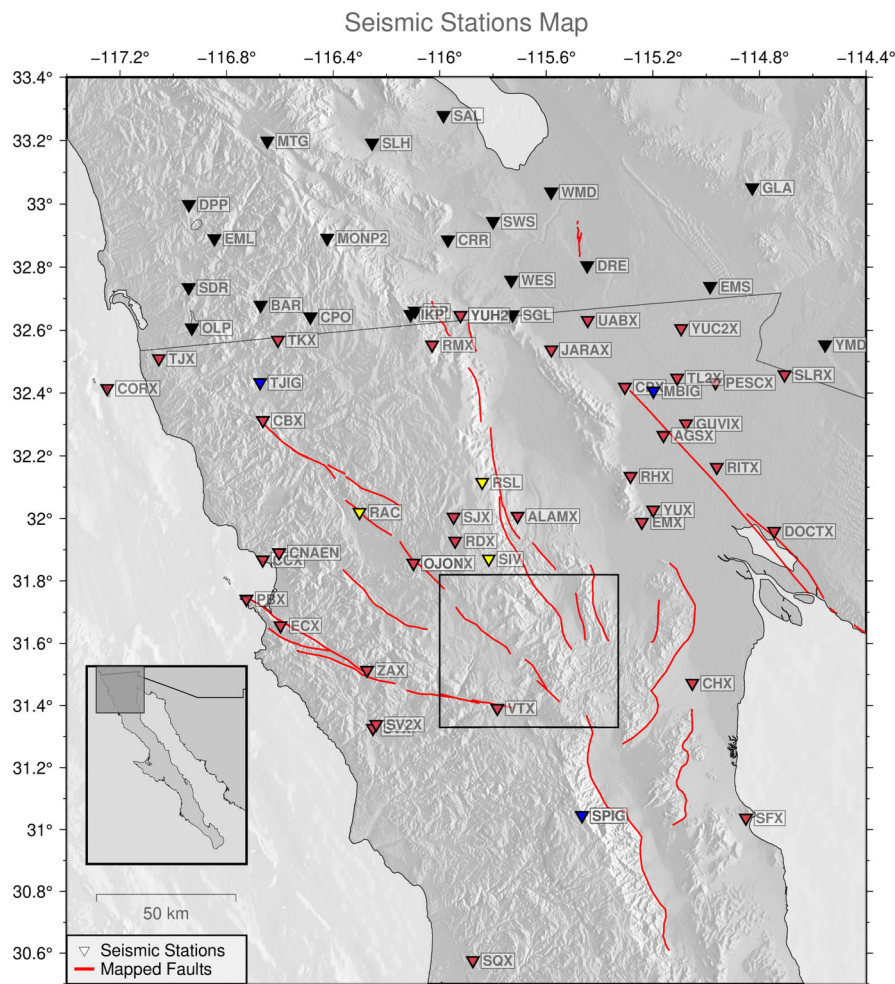 Seismic Stations Map
−117.2° −116.8° −116.4° −116° −115.6° −115.2° −114.8° −114.4°
33.4°
SAL
33.2°
MTG
SLH
GLA
WMD
33°
DPP
SWS
EML
MONP2
CRR
32.8°
DRE
WES
SDR
EMS
BAR
CPO
IKP
YUH2
SGL
UABX
32.6°
OLP
YUC2X
TKX
RMX
JARAX
YMD
TJX
TL2X
SLRX
32.4°
CORX
TJIG
MBIG
PESCX
CBX
GUVIX
AGSX
32.2°
RITX
RHX
RSL
YUX
32°
RAC
SJX
ALAMX
EMX
DOCTX
RDX
CNAEN
SIV
OJONX
31.8°
PBX
ECX
31.6°
ZAX
CHX
31.4°
VTX
SV2X
31.2°
SPIG
SFX
31°
30.8°
50 km
30.6°
Seismic Stations
Mapped Faults
SQX